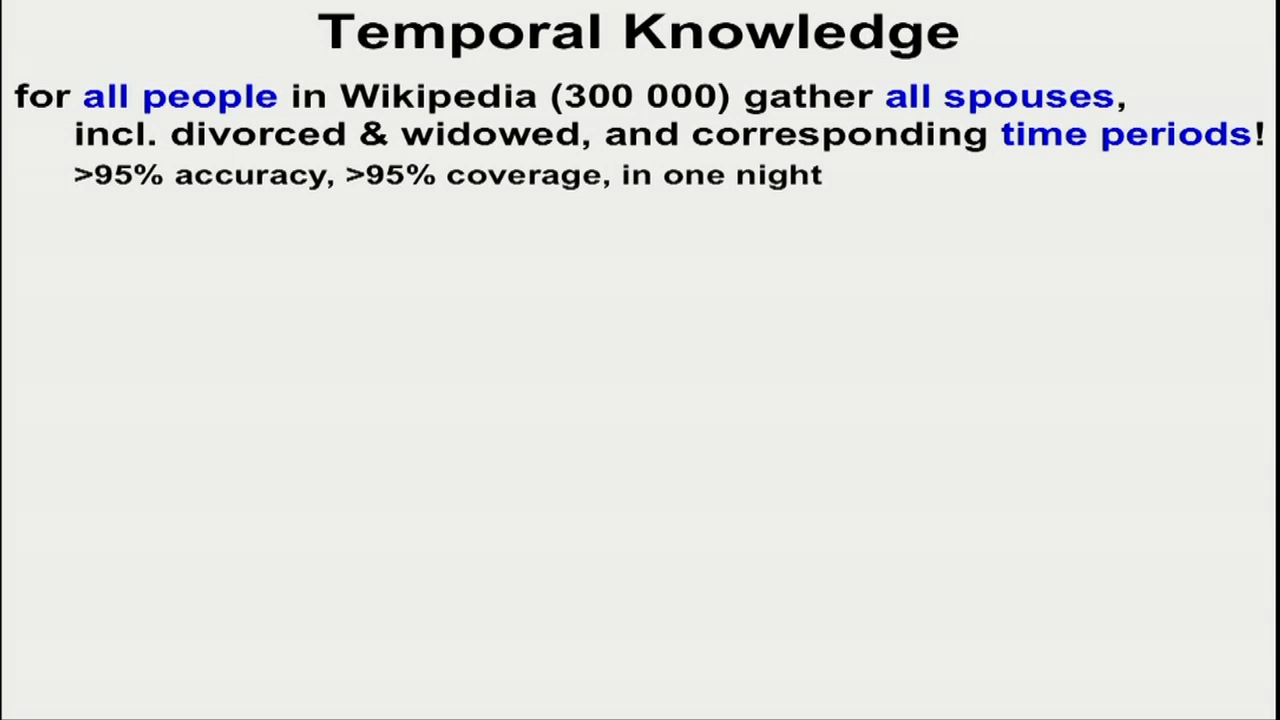 Temporal Knowledge
for all people in Wikipedia (300 000) gather all spouses,
incl. divorced & widowed, and corresponding time periods!
>95% accuracy, >95% coverage, in one night